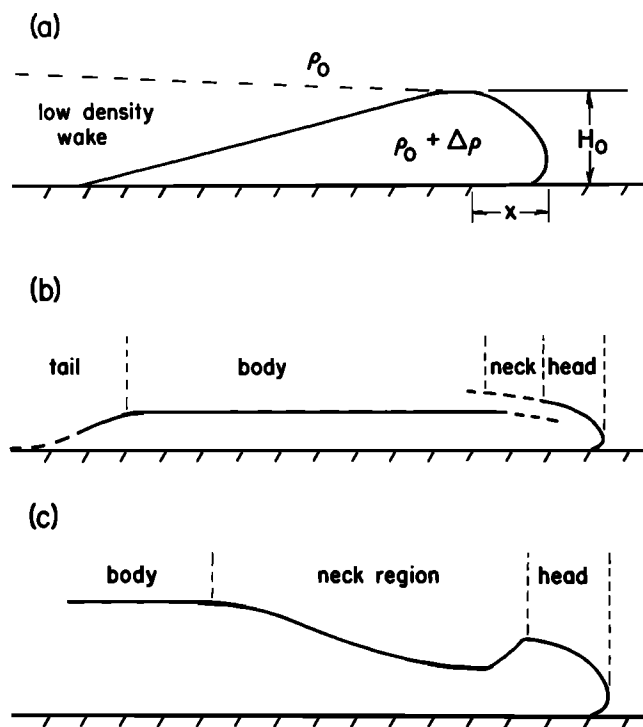 (a)
ρ₀
low density
wake
ρ₀ + Δρ
H₀
x
(b)
tail body neck head
(c)
body neck region head